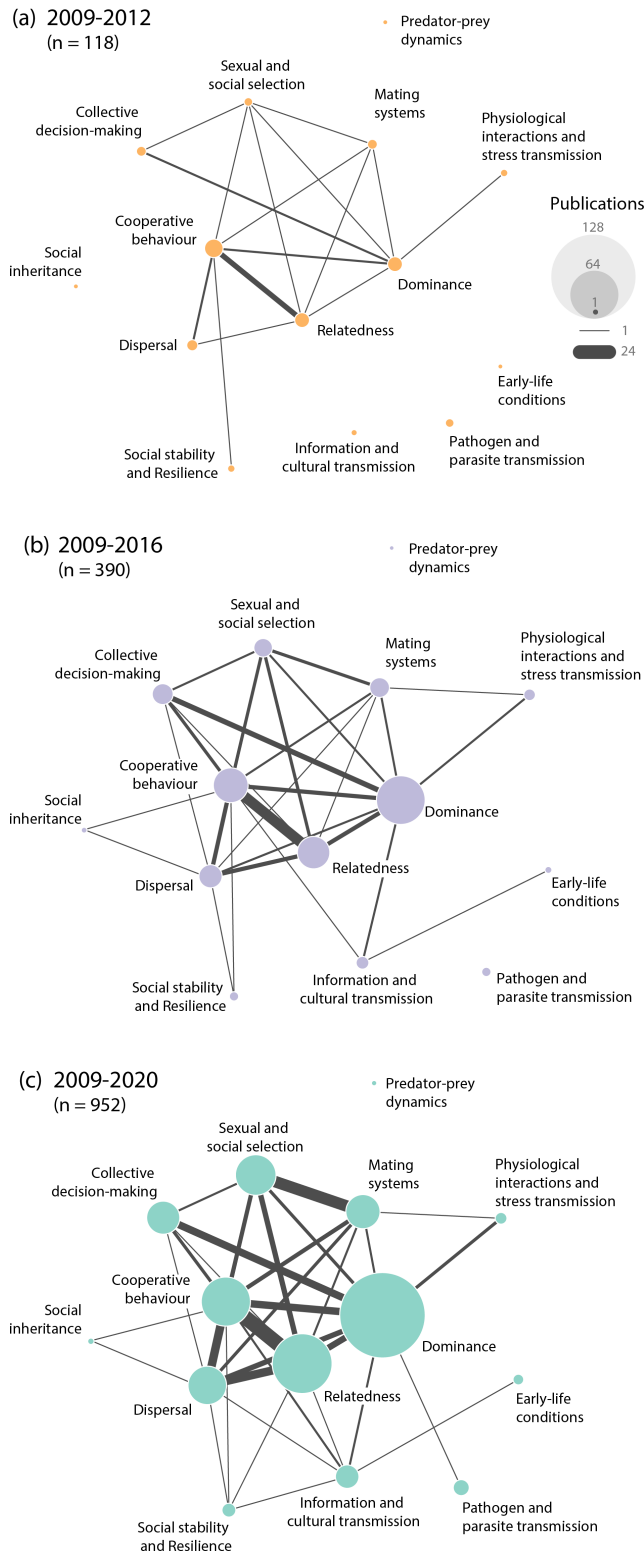 (a) 2009-2012
(n = 118)
Predator-prey
dynamics
Sexual and
social selection
Mating
systems
Collective
decision-making
Physiological
interactions and
stress transmission
Publications
128
64
1
1
24
Cooperative
behaviour
Social
inheritance
Dominance
Relatedness
Dispersal
Early-life
conditions
Social stability
and Resilience
Information and
cultural transmission
Pathogen and
parasite transmission
(b) 2009-2016
(n = 390)
Predator-prey
dynamics
Sexual and
social selection
Mating
systems
Physiological
interactions and
stress transmission
Collective
decision-making
Cooperative
behaviour
Social
inheritance
Dominance
Relatedness
Dispersal
Early-life
conditions
Social stability
and Resilience
Information and
cultural transmission
Pathogen and
parasite transmission
(c) 2009-2020
(n = 952)
Predator-prey
dynamics
Sexual and
social selection
Mating
systems
Physiological
interactions and
stress transmission
Collective
decision-making
Cooperative
behaviour
Social
inheritance
Dominance
Relatedness
Dispersal
Early-life
conditions
Information and
cultural transmission
Pathogen and
parasite transmission
Social stability
and Resilience